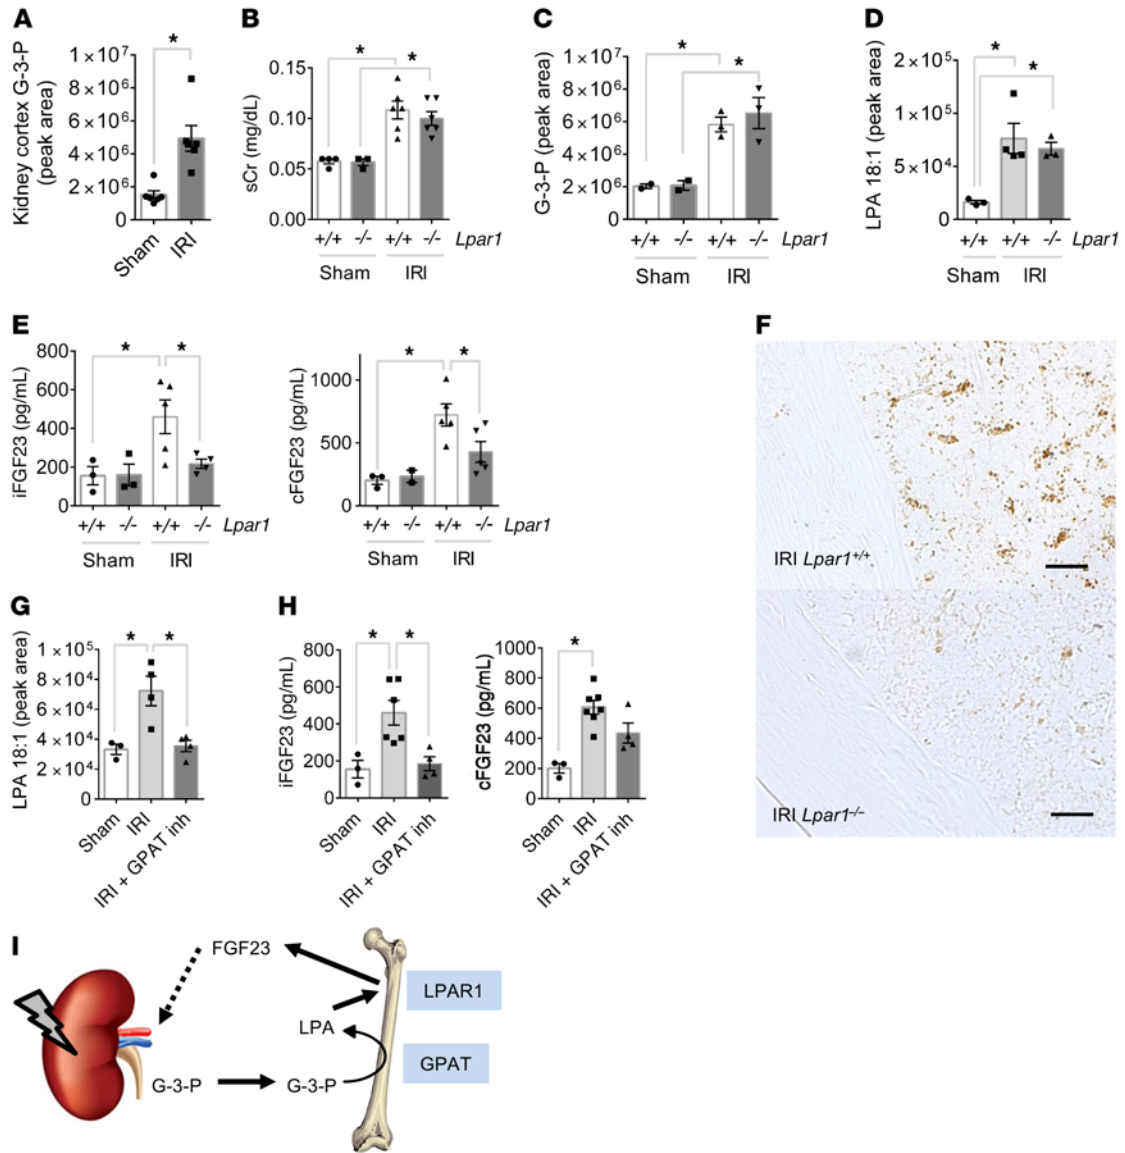 A
Kidney cortex G-3-P
(peak area)
1 × 10⁷
8 × 10⁶
6 × 10⁶
4 × 10⁶
2 × 10⁶
0
*
Sham
IRI
B
sCr (mg/dL)
0.15
0.10
0.05
0.00
*
*
+/+ -/- +/+ -/- Lpar1
Sham IRI
C
G-3-P (peak area)
1 × 10⁷
8 × 10⁶
6 × 10⁶
4 × 10⁶
2 × 10⁶
0
*
*
+/+ -/- +/+ -/- Lpar1
Sham IRI
D
LPA 18:1 (peak area)
2 × 10⁵
1 × 10⁵
5 × 10⁴
0
*
*
+/+ +/+ -/- Lpar1
Sham IRI
E
iFGF23 (pg/mL)
800
600
400
200
0
* *
+/+ -/- +/+ -/- Lpar1
Sham IRI
cFGF23 (pg/mL)
1000
500
0
* *
+/+ -/- +/+ -/- Lpar1
Sham IRI
F
IRI Lpar1⁺/⁺
IRI Lpar1⁻/⁻
G
LPA 18:1 (peak area)
1 × 10⁵
8 × 10⁴
6 × 10⁴
4 × 10⁴
2 × 10⁴
0
* *
Sham
IRI
IRI + GPAT inh
H
iFGF23 (pg/mL)
800
600
400
200
0
* *
Sham
IRI
IRI + GPAT inh
cFGF23 (pg/mL)
1000
800
600
400
200
0
*
Sham
IRI
IRI + GPAT inh
I
FGF23
LPAR1
LPA
GPAT
G-3-P
G-3-P